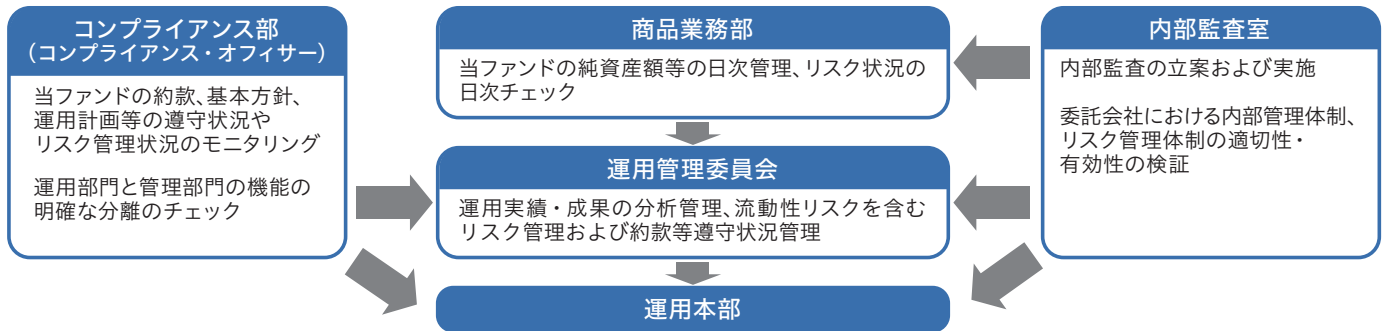 コンプライアンス部
（コンプライアンス・オフィサー）
当ファンドの約款、基本方針、
運用計画等の遵守状況や
リスク管理状況のモニタリング
運用部門と管理部門の機能の
明確な分離のチェック
商品業務部
当ファンドの純資産額等の日次管理、リスク状況の
日次チェック
運用管理委員会
運用実績・成果の分析管理、流動性リスクを含む
リスク管理および約款等遵守状況管理
運用本部
内部監査室
内部監査の立案および実施
委託会社における内部管理体制、
リスク管理体制の適切性・
有効性の検証